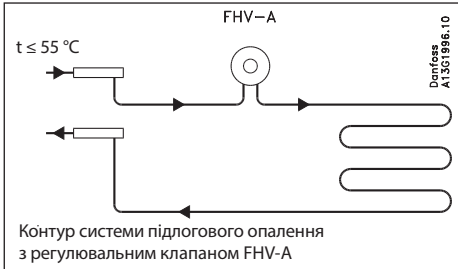 FHV-A
t ≤ 55 °C
Danfoss
A13G1996.10
Контур системи підлогового опалення
з регулювальним клапаном FHV-A